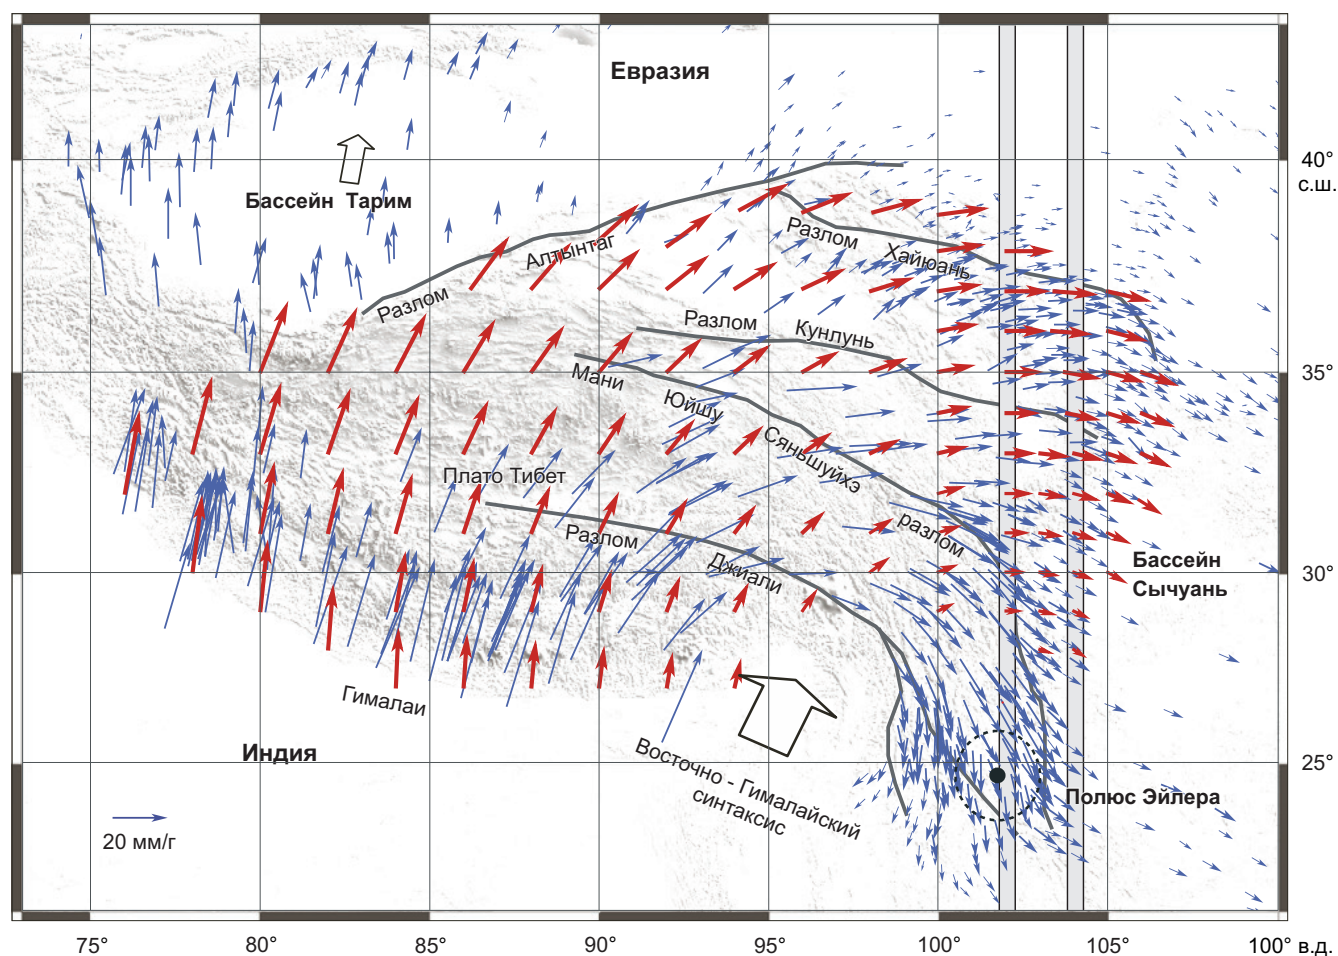 Евразия
40°
с.ш.
Бассейн Тарим
Разлом
Хайюань
Разлом
Алтынтаг
Разлом
Кунлунь
35°
Мани
Юйшу
Сяньшуйхэ
разлом
Плато Тибет
Разлом
Джиали
Бассейн
Сычуань
30°
Гималаи
Индия
Восточно - Гималайский
синтаксис
25°
Полюс Эйлера
20 мм/г
75°
80°
85°
90°
95°
100°
105°
100° в.д.